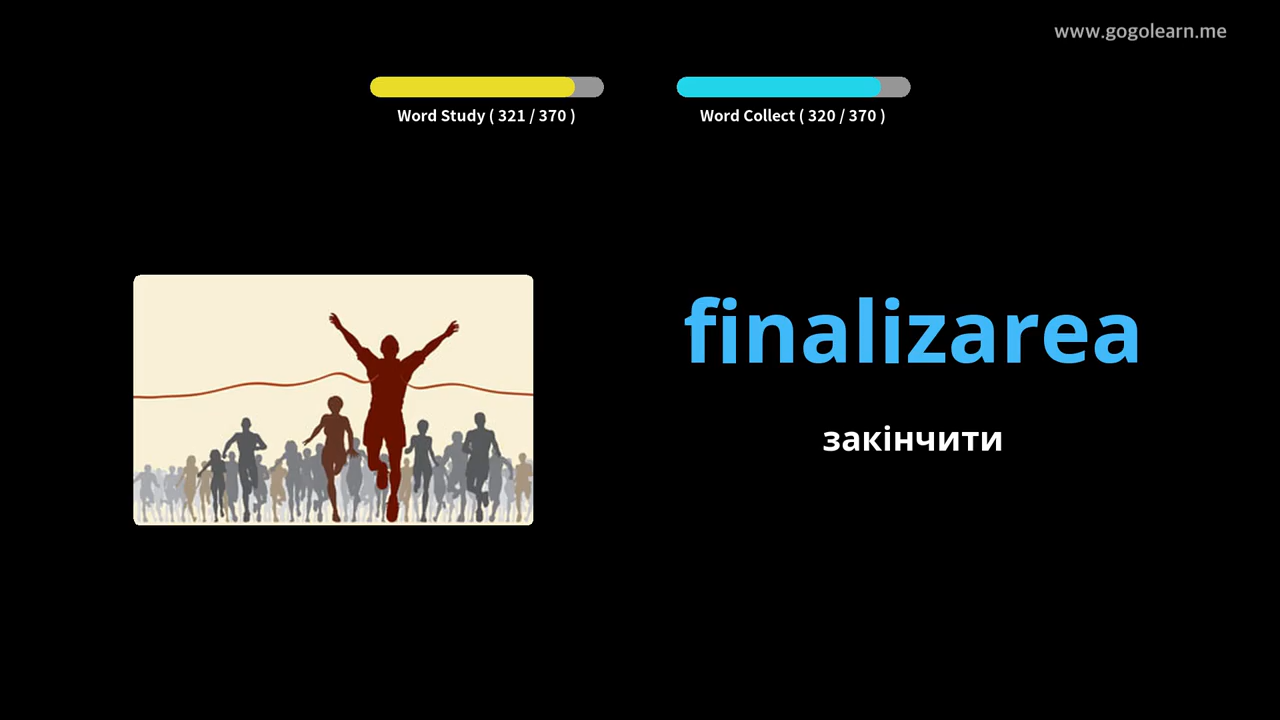 www.gogolearn.me
Word Study ( 321 / 370 )
Word Collect ( 320 / 370 )
finalizarea
закінчити